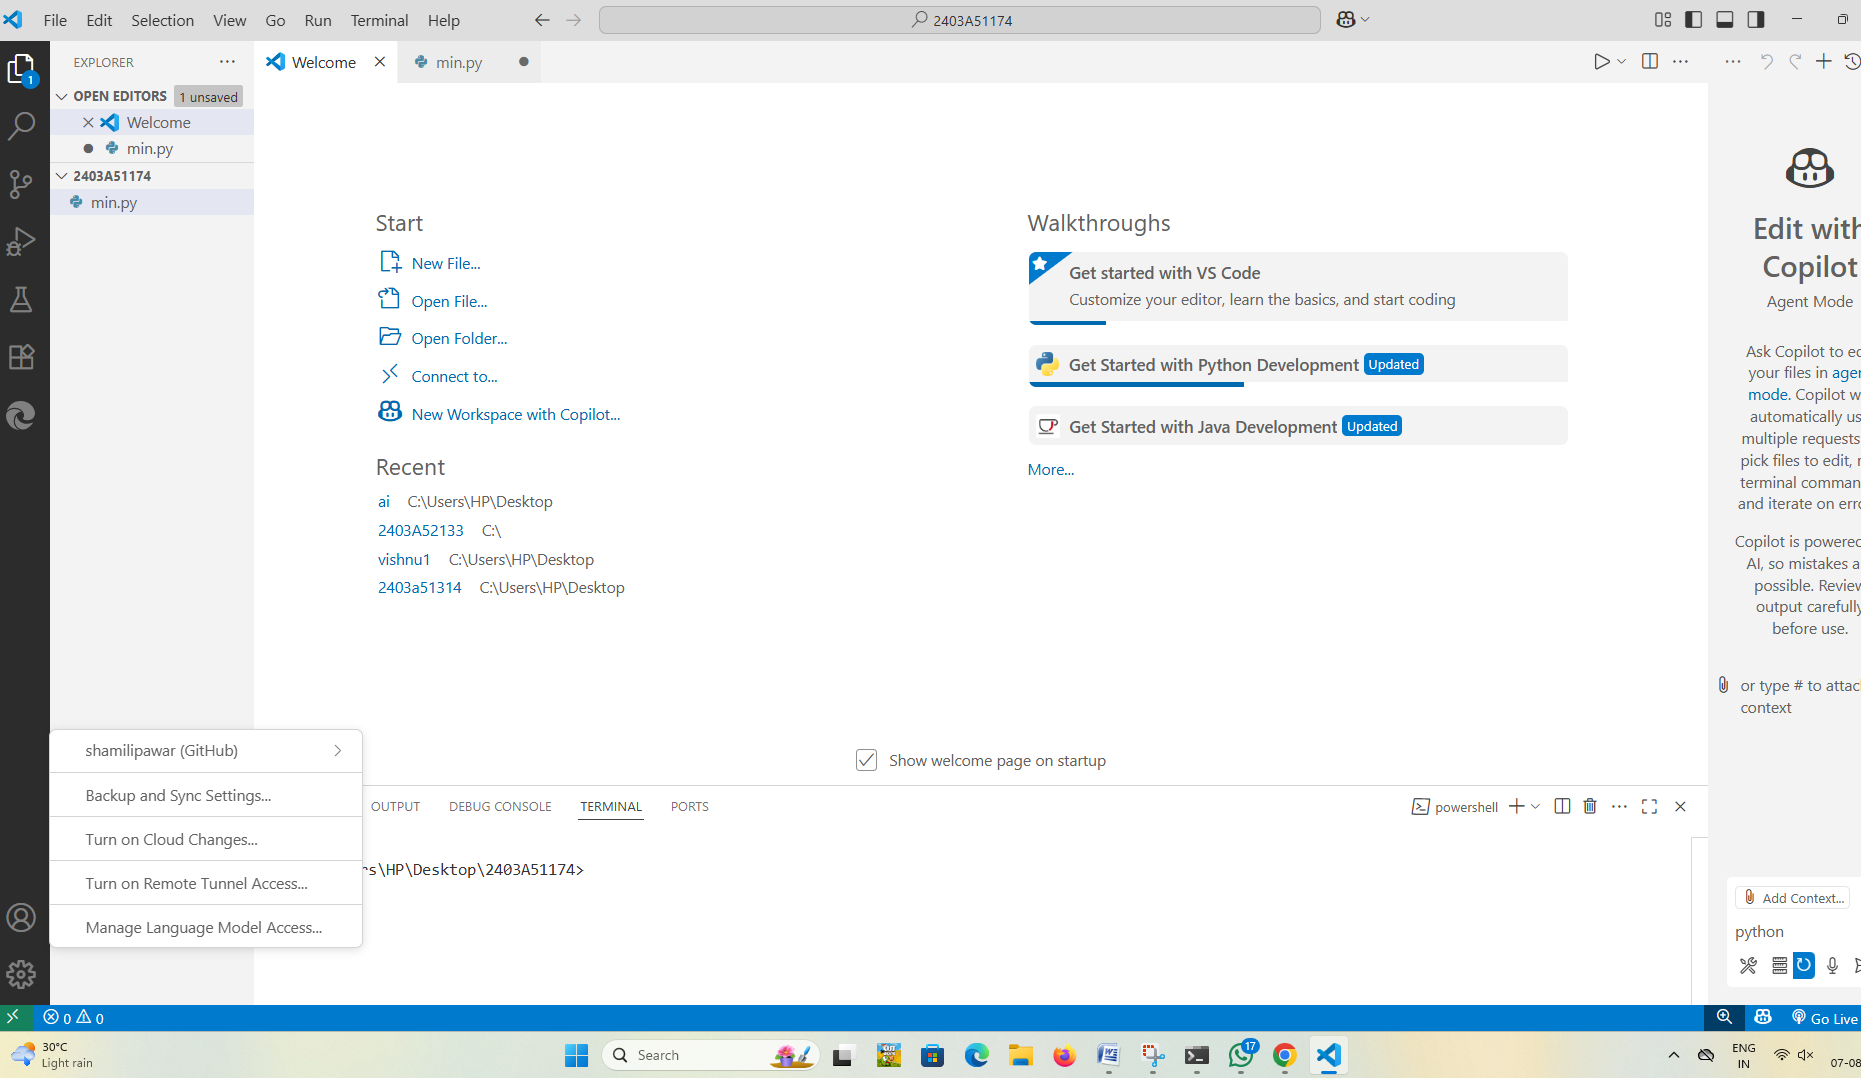 File Edit Selection View Go Run Terminal Help
2403A51174
EXPLORER
1
OPEN EDITORS 1 unsaved
Welcome
min.py
2403A51174
min.py
Welcome
min.py
Start
New File...
Open File...
Open Folder...
Connect to...
New Workspace with Copilot...
Recent
ai C:\Users\HP\Desktop
2403A52133 C:\
vishnu1 C:\Users\HP\Desktop
2403a51314 C:\Users\HP\Desktop
Walkthroughs
Get started with VS Code
Customize your editor, learn the basics, and start coding
Get Started with Python Development Updated
Get Started with Java Development Updated
More...
Show welcome page on startup
Edit with
Copilot
Agent Mode
Ask Copilot to ed
your files in agen
mode. Copilot w
automatically us
multiple requests
pick files to edit, r
terminal comman
and iterate on erro
Copilot is powered
AI, so mistakes a
possible. Review
output carefully
before use.
or type # to attac
context
Add Context...
python
shamilipawar (GitHub)
Backup and Sync Settings...
Turn on Cloud Changes...
Turn on Remote Tunnel Access...
Manage Language Model Access...
OUTPUT DEBUG CONSOLE TERMINAL PORTS
powershell
rs\HP\Desktop\2403A51174>
0 0
Go Live
30°C
Light rain
Search
17
ENG
IN
07-08